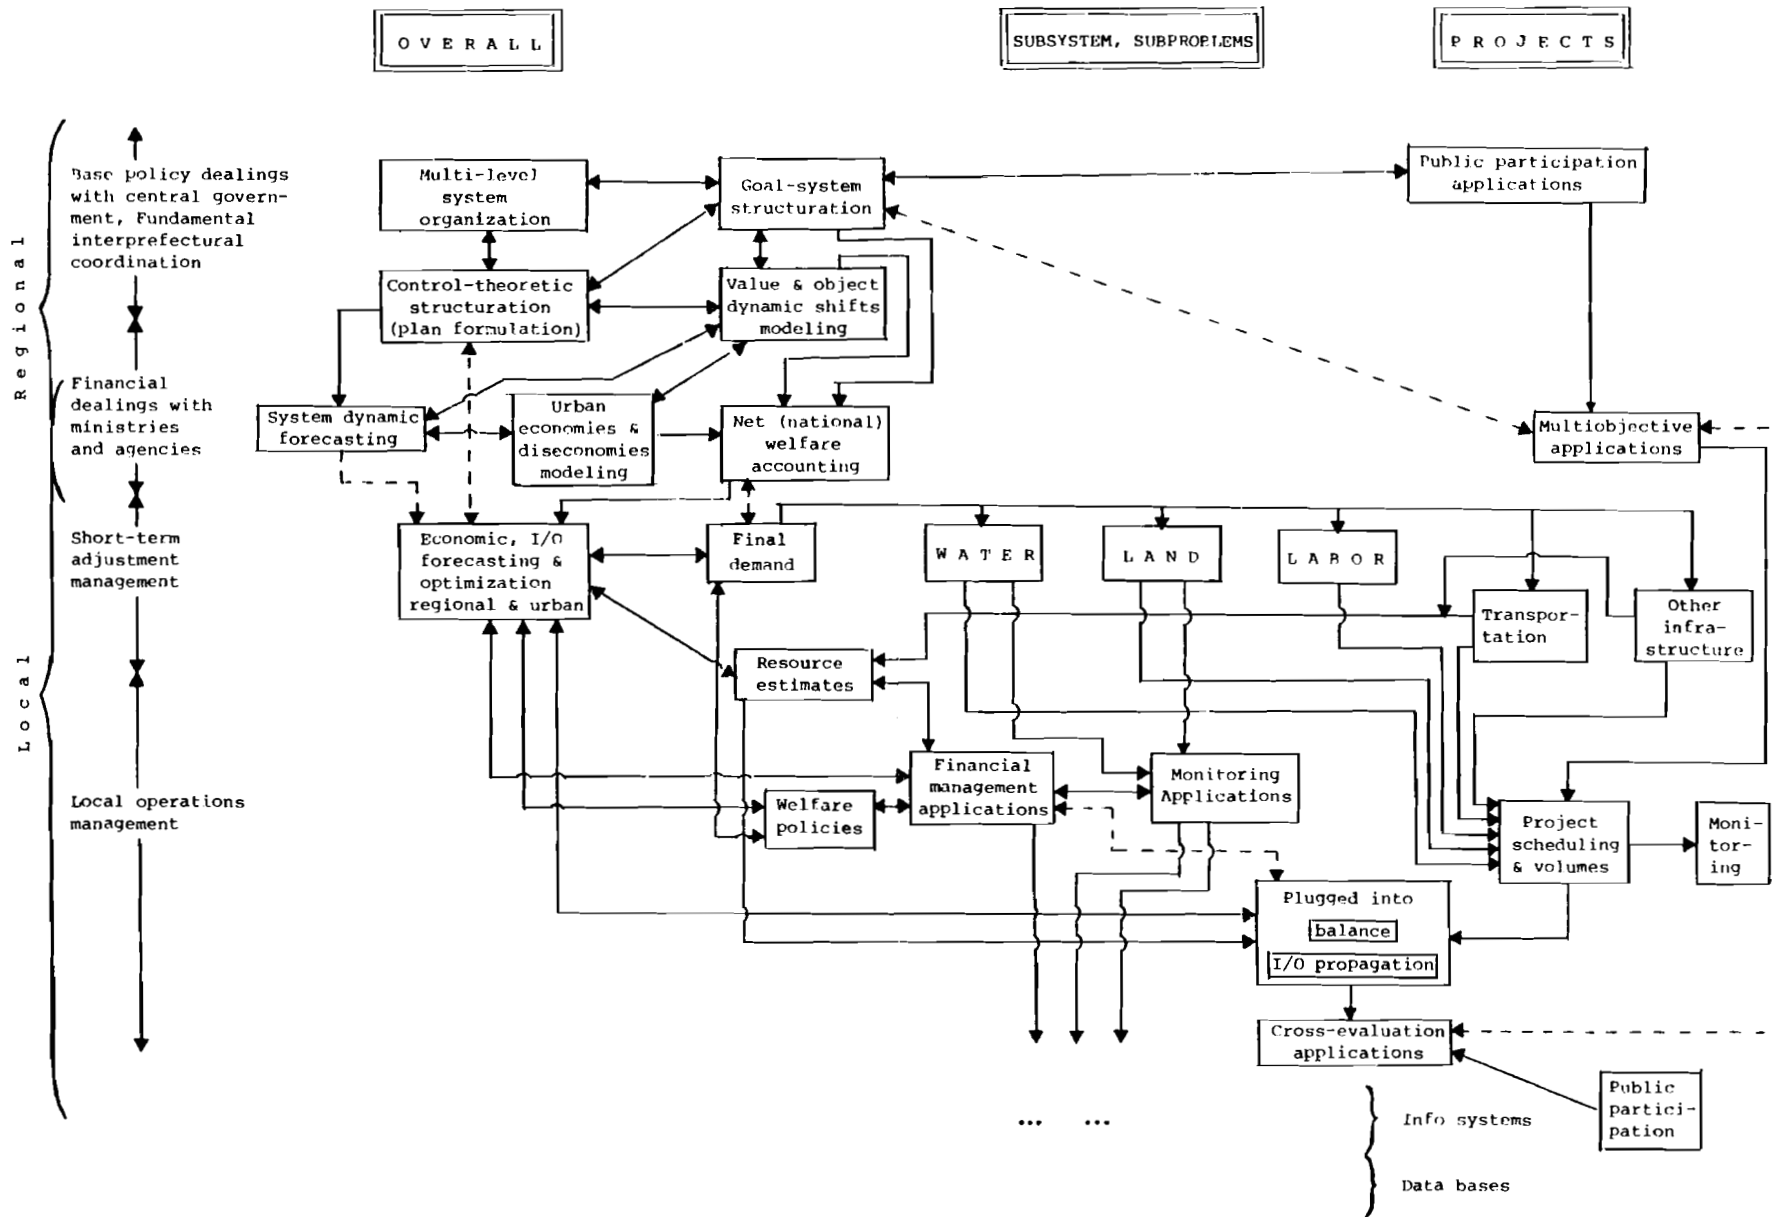 O V E R A L L
SUBSYSTEM, SUBPROBLEMS
P R O J E C T S
Regional
Local
Base policy dealings
with central govern-
ment, Fundamental
interprefectural
coordination
Financial
dealings with
ministries
and agencies
Short-term
adjustment
management
Local operations
management
Multi-level
system
organization
Goal-system
structuration
Public participation
applications
Control-theoretic
structuration
(plan formulation)
Value & object
dynamic shifts
modeling
System dynamic
forecasting
Urban
economies &
diseconomies
modeling
Net (national)
welfare
accounting
Multiobjective
applications
Economic, I/O
forecasting &
optimization
regional & urban
Final
demand
W A T E R
L A N D
L A B O R
Transpor-
tation
Other
infra-
structure
Resource
estimates
Financial
management
applications
Monitoring
Applications
Welfare
policies
Project
scheduling
& volumes
Moni-
tor-
ing
Plugged into
balance
I/O propagation
Cross-evaluation
applications
Public
partici-
pation
... ...
Info systems
Data bases